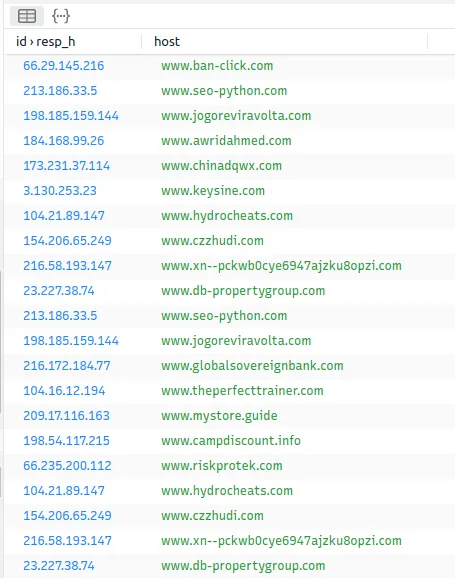 id › resp_h host
66.29.145.216 www.ban-click.com
213.186.33.5 www.seo-python.com
198.185.159.144 www.jogoreviravolta.com
184.168.99.26 www.awridahmed.com
173.231.37.114 www.chinadqwx.com
3.130.253.23 www.keysine.com
104.21.89.147 www.hydrocheats.com
154.206.65.249 www.czzhudi.com
216.58.193.147 www.xn--pckwb0cye6947ajzku8opzi.com
23.227.38.74 www.db-propertygroup.com
213.186.33.5 www.seo-python.com
198.185.159.144 www.jogoreviravolta.com
216.172.184.77 www.globalsovereignbank.com
104.16.12.194 www.theperfecttrainer.com
209.17.116.163 www.mystore.guide
198.54.117.215 www.campdiscount.info
66.235.200.112 www.riskprotek.com
104.21.89.147 www.hydrocheats.com
154.206.65.249 www.czzhudi.com
216.58.193.147 www.xn--pckwb0cye6947ajzku8opzi.com
23.227.38.74 www.db-propertygroup.com